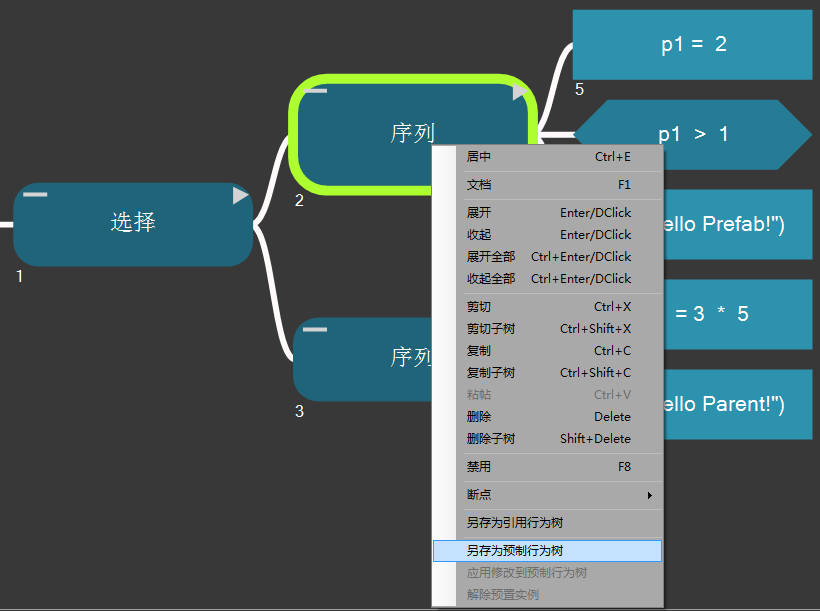 p1 = 2
5
序列
p1 > 1
2
选择
1
ello Prefab!")
= 3 * 5
序列
3
ello Parent!")
居中 Ctrl+E
文档 F1
展开 Enter/DClick
收起 Enter/DClick
展开全部 Ctrl+Enter/DClick
收起全部 Ctrl+Enter/DClick
剪切 Ctrl+X
剪切子树 Ctrl+Shift+X
复制 Ctrl+C
复制子树 Ctrl+Shift+C
粘帖 Ctrl+V
删除 Delete
删除子树 Shift+Delete
禁用 F8
断点
另存为引用行为树
另存为预制行为树
应用修改到预制行为树
解除预置实例